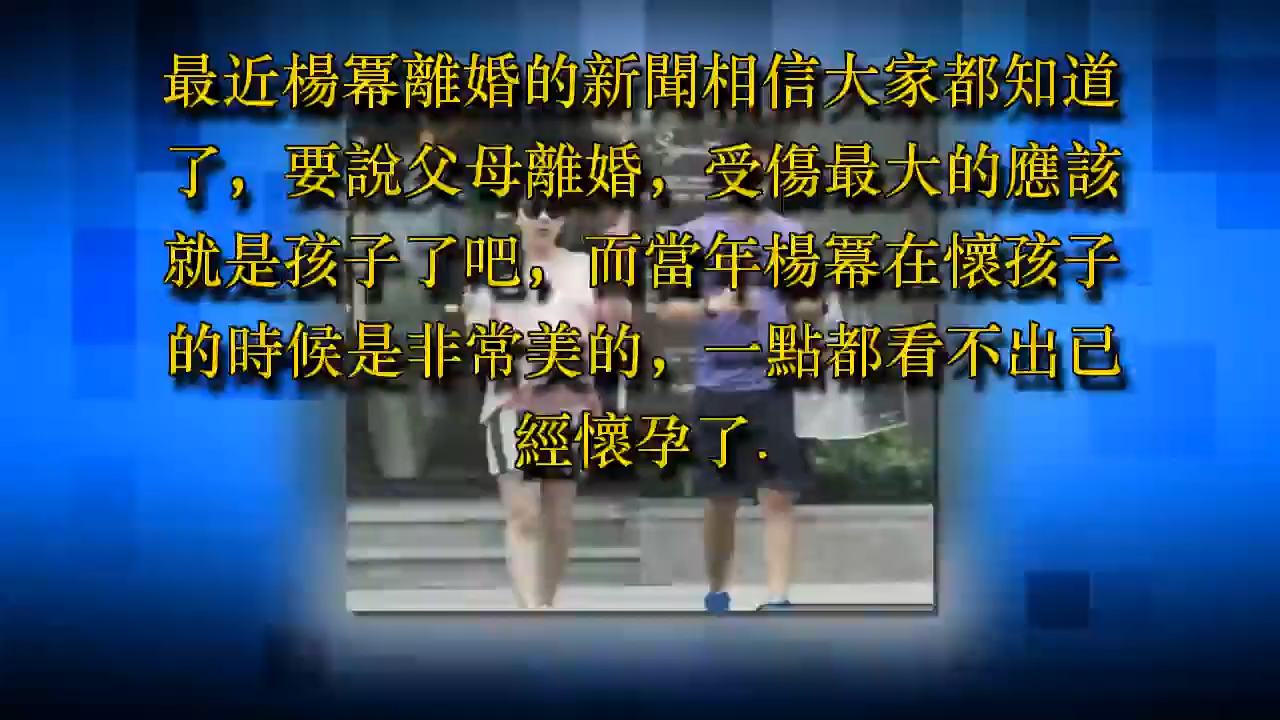 最近楊冪離婚的新聞相信大家都知道
了，要說父母離婚，受傷最大的應該
就是孩子了吧，而當年楊冪在懷孩子
的時候是非常美的，一點都看不出已
經懷孕了.